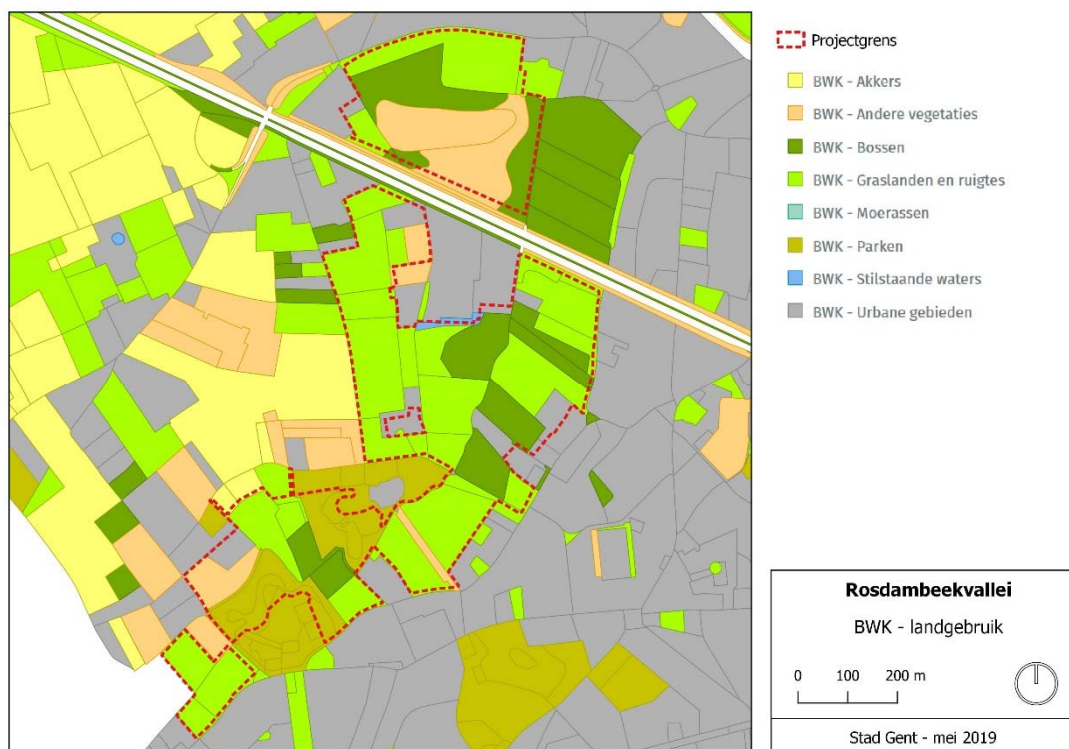 Projectgrens
BWK - Akkers
BWK - Andere vegetaties
BWK - Bossen
BWK - Graslanden en ruigtes
BWK - Moerassen
BWK - Parken
BWK - Stilstaande waters
BWK - Urbane gebieden
Rosdambeekvallei
BWK - landgebruik
0 100 200 m
Stad Gent - mei 2019